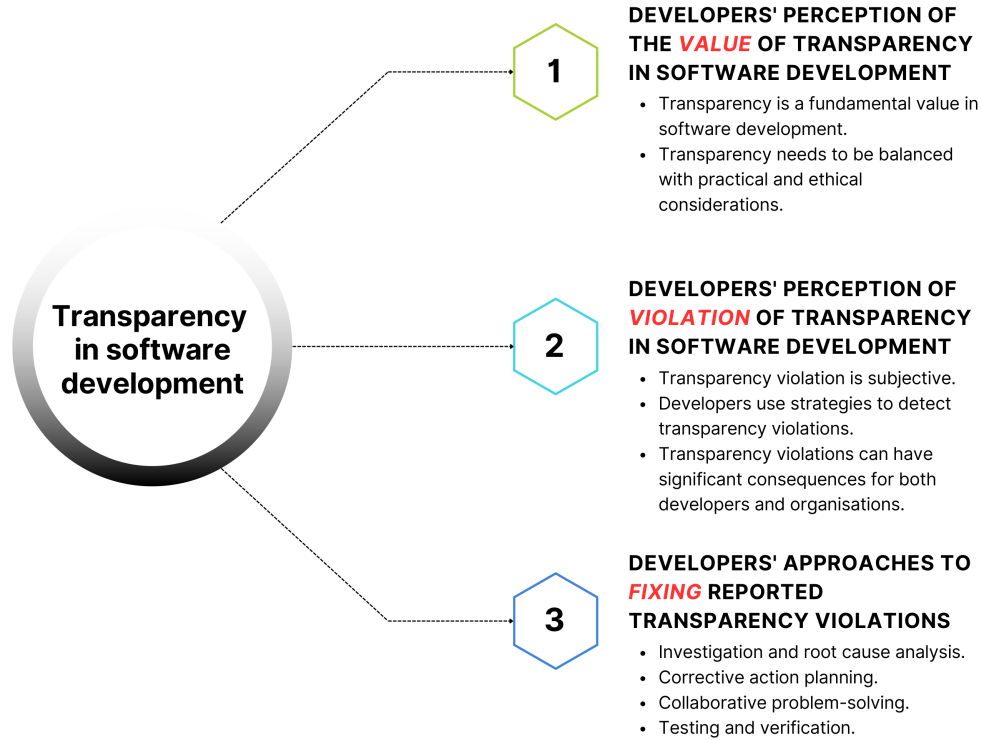 Transparency
in software
development
1
DEVELOPERS' PERCEPTION OF
THE VALUE OF TRANSPARENCY
IN SOFTWARE DEVELOPMENT
• Transparency is a fundamental value in
software development.
• Transparency needs to be balanced
with practical and ethical
considerations.
2
DEVELOPERS' PERCEPTION OF
VIOLATION OF TRANSPARENCY
IN SOFTWARE DEVELOPMENT
• Transparency violation is subjective.
• Developers use strategies to detect
transparency violations.
• Transparency violations can have
significant consequences for both
developers and organisations.
3
DEVELOPERS' APPROACHES TO
FIXING REPORTED
TRANSPARENCY VIOLATIONS
• Investigation and root cause analysis.
• Corrective action planning.
• Collaborative problem-solving.
• Testing and verification.